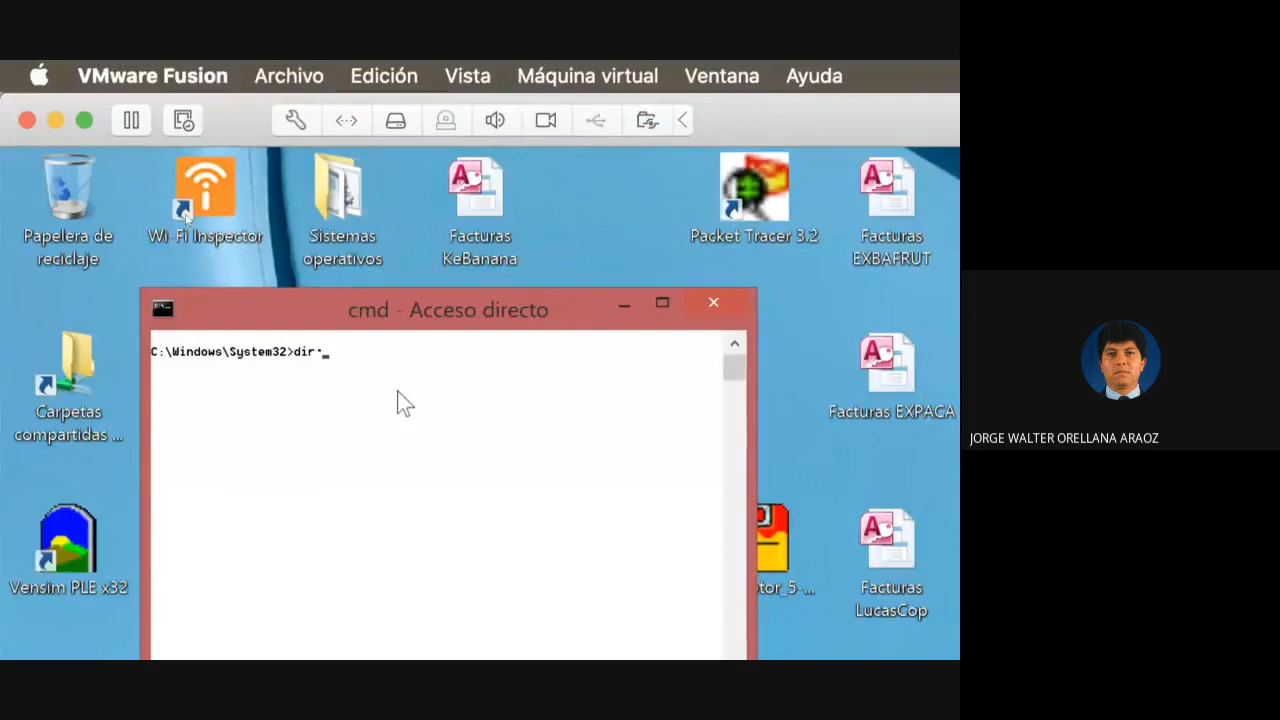 VMware Fusion Archivo Edición Vista Máquina virtual Ventana Ayuda
Papelera de
reciclaje
Wi-Fi Inspector
Sistemas
operativos
Facturas
KeBanana
Packet Tracer 3.2
Facturas
EXBAFRUT
cmd - Acceso directo
C:\Windows\System32>dir
Carpetas
compartidas ...
Facturas EXPACA
JORGE WALTER ORELLANA ARAOZ
Vensim PLE x32
tor_5-...
Facturas
LucasCop